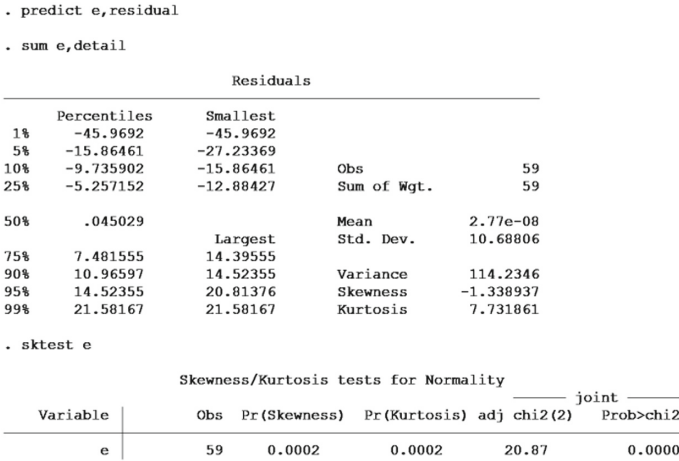 . predict e,residual
. sum e,detail
Residuals
Percentiles Smallest
1% -45.9692 -45.9692
5% -15.86461 -27.23369
10% -9.735902 -15.86461 Obs 59
25% -5.257152 -12.88427 Sum of Wgt. 59
50% .045029 Mean 2.77e-08
Largest Std. Dev. 10.68806
75% 7.481555 14.39555
90% 10.96597 14.52355 Variance 114.2346
95% 14.52355 20.81376 Skewness -1.338937
99% 21.58167 21.58167 Kurtosis 7.731861
. sktest e
Skewness/Kurtosis tests for Normality
joint
Variable Obs Pr(Skewness) Pr(Kurtosis) adj chi2(2) Prob>chi2
e 59 0.0002 0.0002 20.87 0.0000